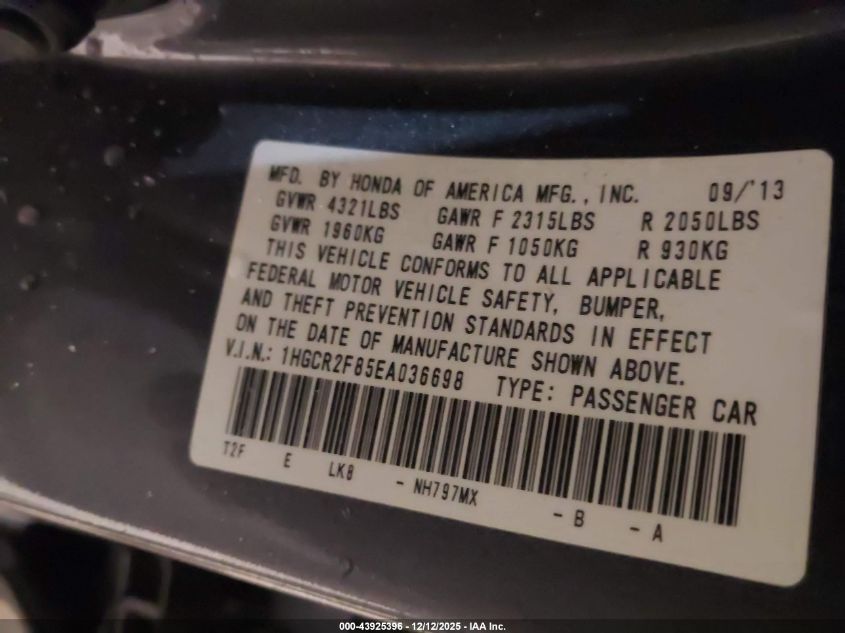 MFD. BY HONDA OF AMERICA MFG., INC. 09/'13
GVWR 4321LBS GAWR F 2315LBS R 2050LBS
GVWR 1960KG GAWR F 1050KG R 930KG
THIS VEHICLE CONFORMS TO ALL APPLICABLE
FEDERAL MOTOR VEHICLE SAFETY, BUMPER,
AND THEFT PREVENTION STANDARDS IN EFFECT
ON THE DATE OF MANUFACTURE SHOWN ABOVE.
V.I.N.: 1HGCR2F85EA036698 TYPE: PASSENGER CAR
T2F E LK8 - NH797MX - B - A
000-43925396 - 12/12/2025 - IAA Inc.